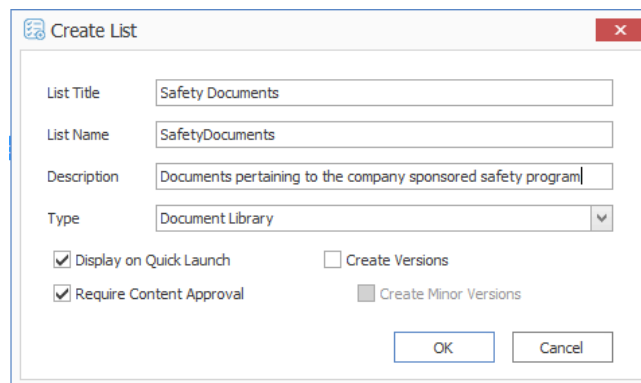 Create List
List Title Safety Documents
List Name SafetyDocuments
Description Documents pertaining to the company sponsored safety program
Type Document Library
Display on Quick Launch Create Versions
Require Content Approval Create Minor Versions
OK Cancel